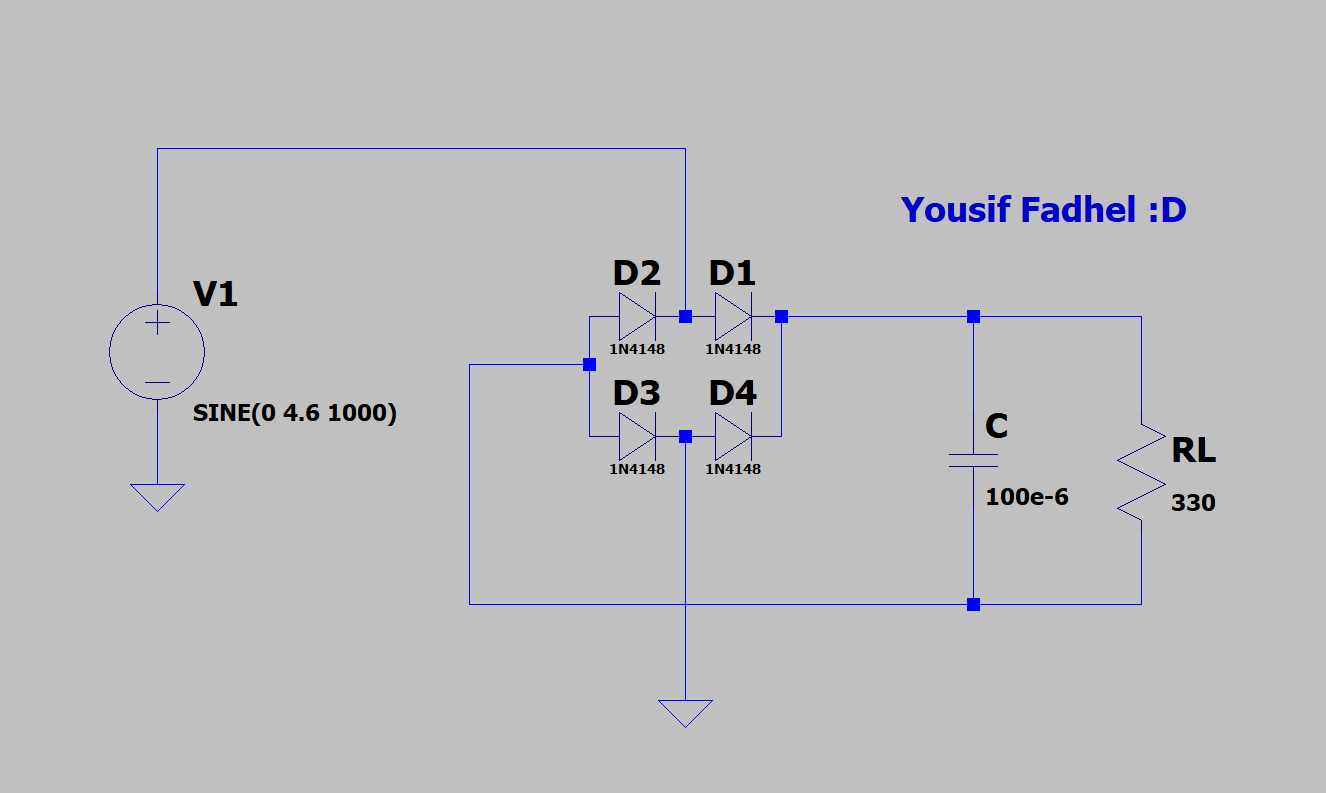 Yousif Fadhel :D
D2
D1
V1
1N4148
1N4148
D3
D4
SINE(0 4.6 1000)
C
RL
1N4148
1N4148
100e-6
330